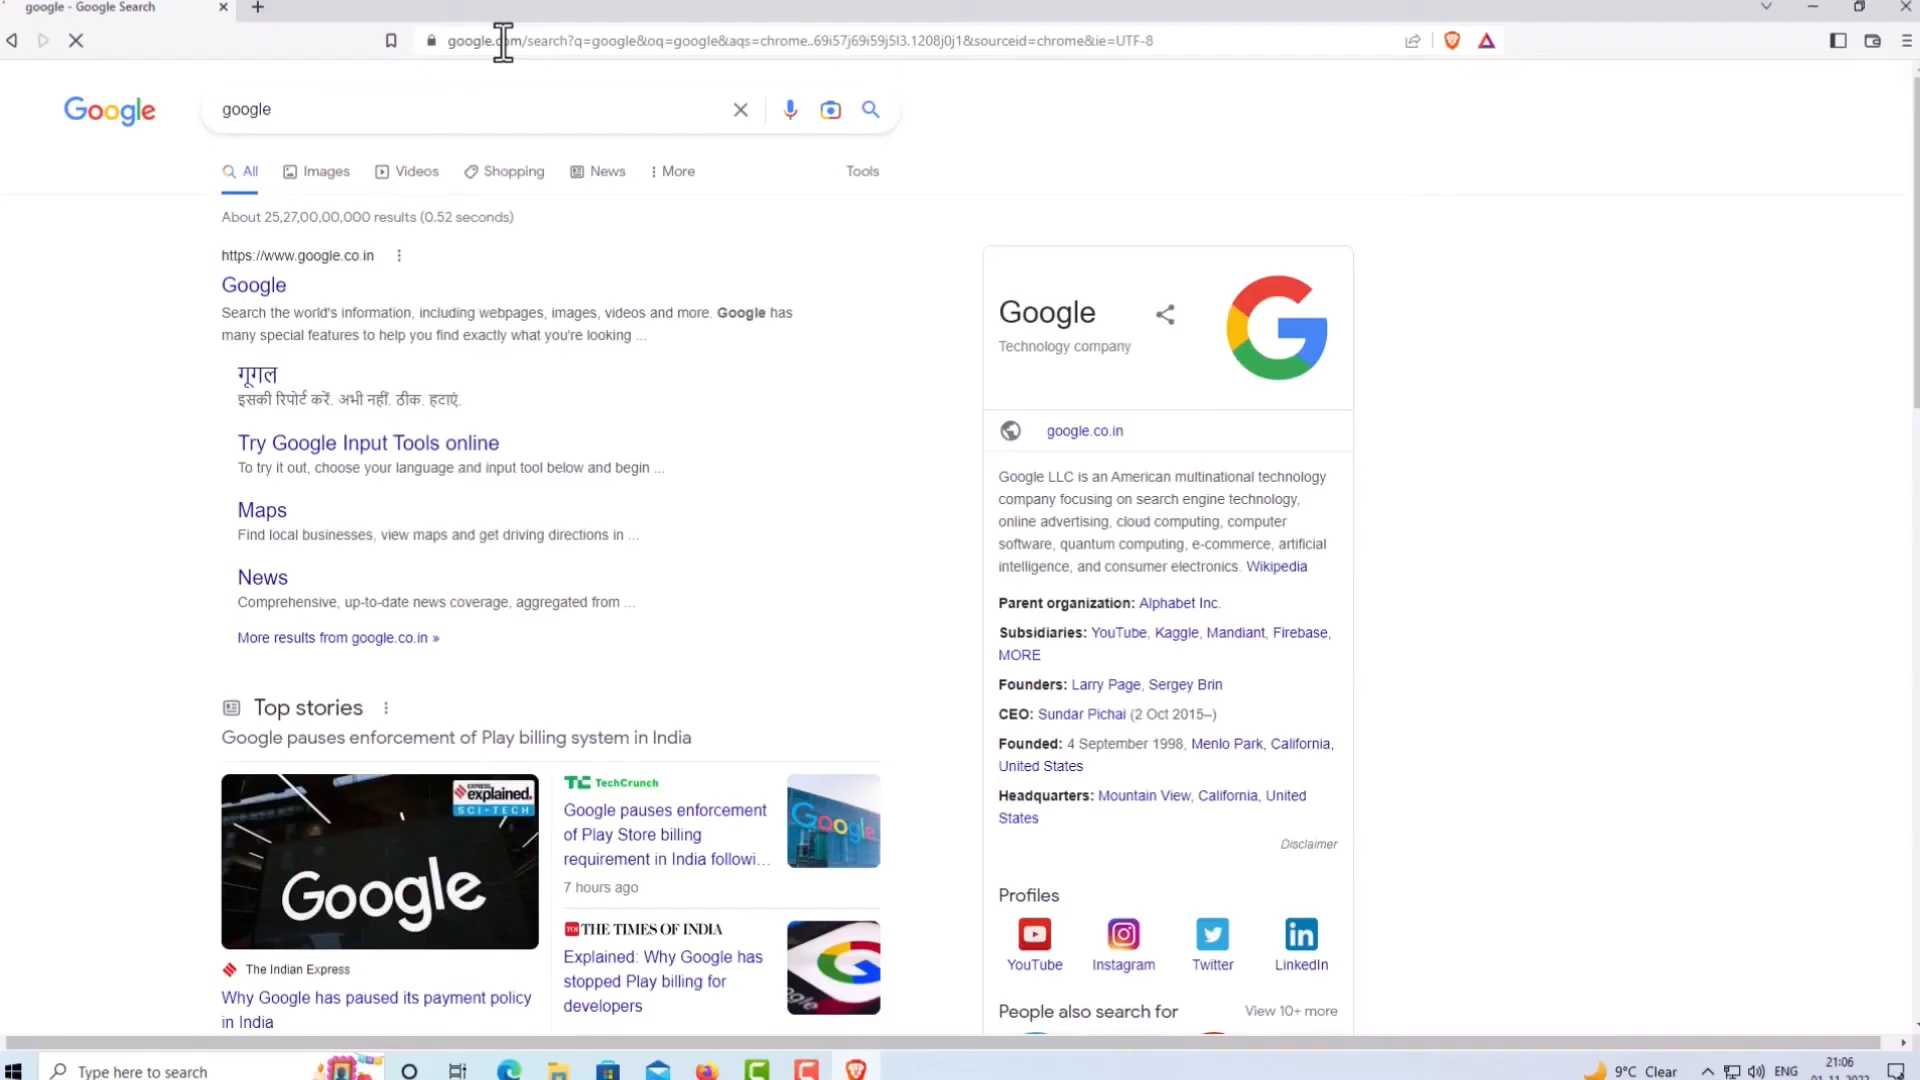 google - Google Search
google.com/search?q=google&oq=google&aqs=chrome..69i57j69i59j5l3.1208j0j1&sourceid=chrome&ie=UTF-8
Google
google
All
Images
Videos
Shopping
News
More
Tools
About 25,27,00,00,000 results (0.52 seconds)
https://www.google.co.in
Google
Search the world's information, including webpages, images, videos and more. Google has
many special features to help you find exactly what you're looking ...
गूगल
इसकी रिपोर्ट करें. अभी नहीं. ठीक. हटाएं.
Try Google Input Tools online
To try it out, choose your language and input tool below and begin ...
Maps
Find local businesses, view maps and get driving directions in ...
News
Comprehensive, up-to-date news coverage, aggregated from ...
More results from google.co.in »
Top stories
Google pauses enforcement of Play billing system in India
EXPRESS
explained.
SCI-TECH
Google
The Indian Express
Why Google has paused its payment policy
in India
TechCrunch
Google pauses enforcement
of Play Store billing
requirement in India followi...
7 hours ago
Google
TOI THE TIMES OF INDIA
Explained: Why Google has
stopped Play billing for
developers
Google
Technology company
google.co.in
Google LLC is an American multinational technology
company focusing on search engine technology,
online advertising, cloud computing, computer
software, quantum computing, e-commerce, artificial
intelligence, and consumer electronics. Wikipedia
Parent organization: Alphabet Inc.
Subsidiaries: YouTube, Kaggle, Mandiant, Firebase,
MORE
Founders: Larry Page, Sergey Brin
CEO: Sundar Pichai (2 Oct 2015–)
Founded: 4 September 1998, Menlo Park, California,
United States
Headquarters: Mountain View, California, United
States
Disclaimer
Profiles
YouTube
Instagram
Twitter
LinkedIn
People also search for
View 10+ more
Type here to search
9°C Clear
ENG
21:06